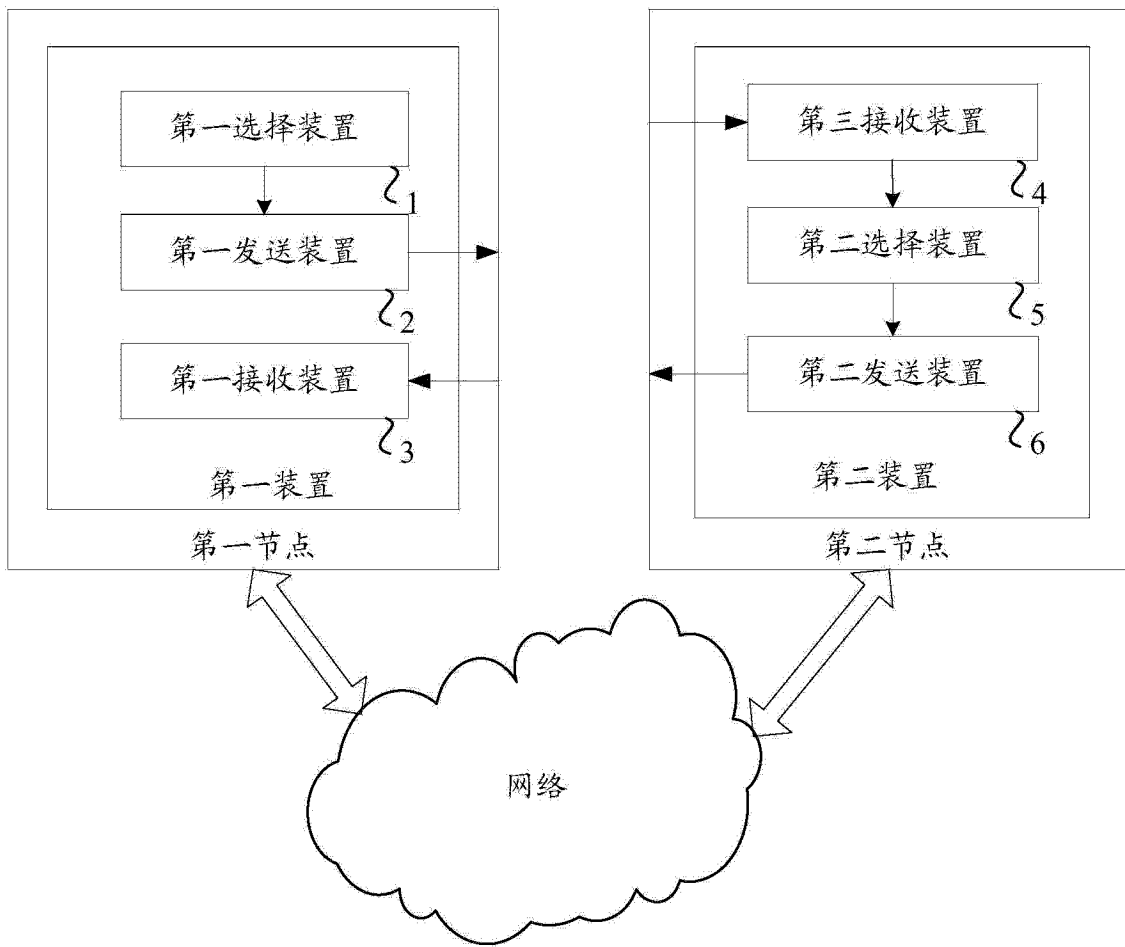 第一选择装置
1
第一发送装置
2
第一接收装置
3
第一装置
第一节点
第三接收装置
4
第二选择装置
5
第二发送装置
6
第二装置
第二节点
网络